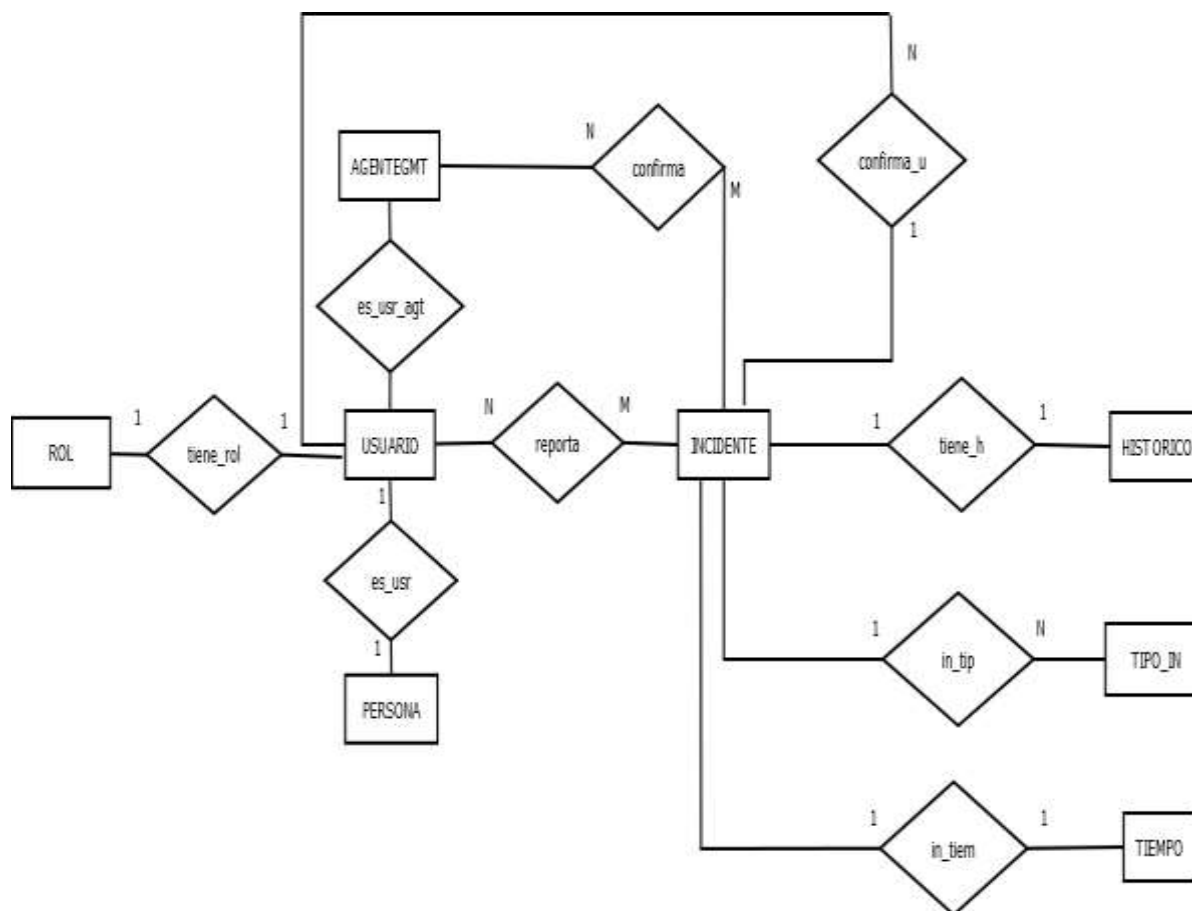 N
N
AGENTEGMT
confirma
confirma_u
M
1
es_usr_agt
1
1
N
M
1
1
ROL
tiene_rol
USUARIO
reporta
INCIDENTE
tiene_h
HISTORICO
1
es_usr
1
N
1
in_tip
TIPO_IN
PERSONA
1
1
in_tiem
TIEMPO